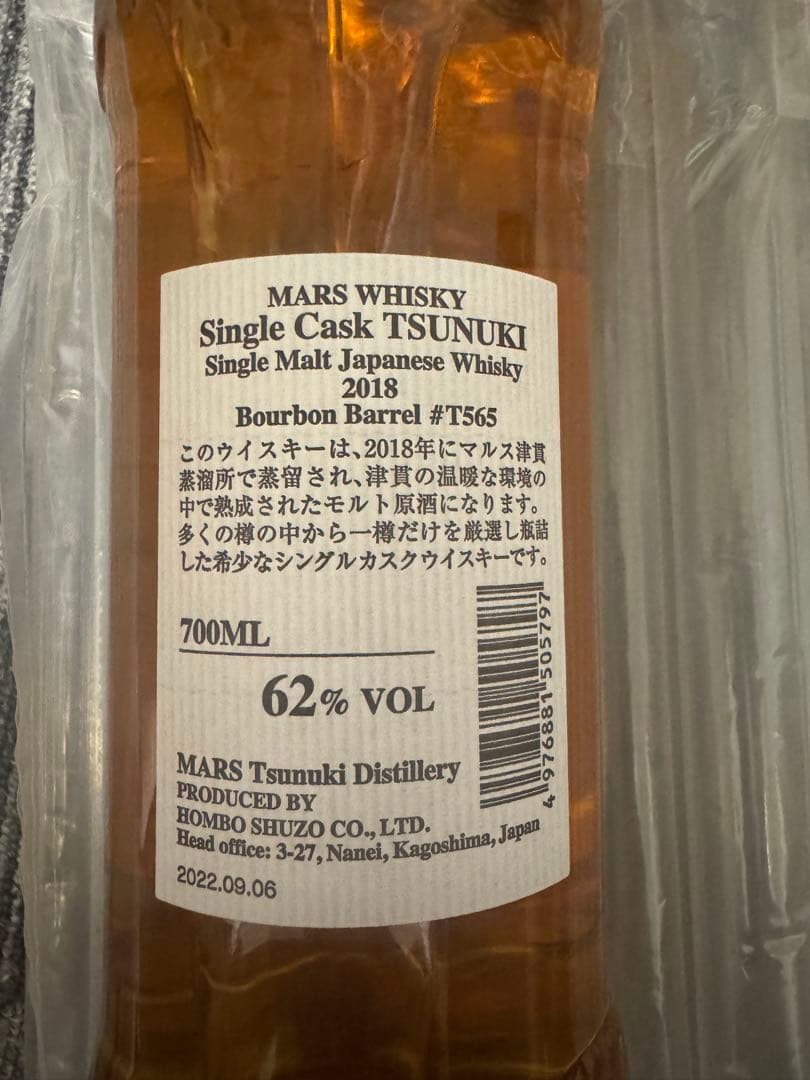 MARS WHISKY
Single Cask TSUNUKI
Single Malt Japanese Whisky
2018
Bourbon Barrel #T565
このウイスキーは、2018年にマルス津貫
蒸溜所で蒸留され、津貫の温暖な環境の
中で熟成されたモルト原酒になります。
多くの樽の中から一樽だけを厳選し瓶詰
した希少なシングルカスクウイスキーです。
700ML
62% VOL
4 976881 505797
MARS Tsunuki Distillery
PRODUCED BY
HOMBO SHUZO CO., LTD.
Head office: 3-27, Nanei, Kagoshima, Japan
2022.09.06